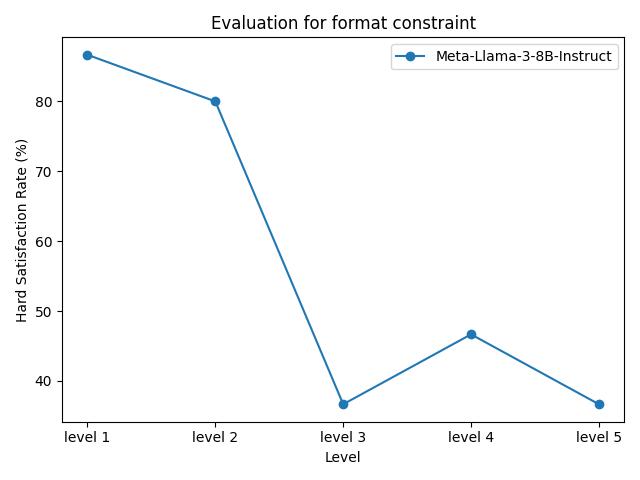 Evaluation for format constraint
Meta-Llama-3-8B-Instruct
Hard Satisfaction Rate (%)
80
70
60
50
40
level 1 level 2 level 3 level 4 level 5
Level